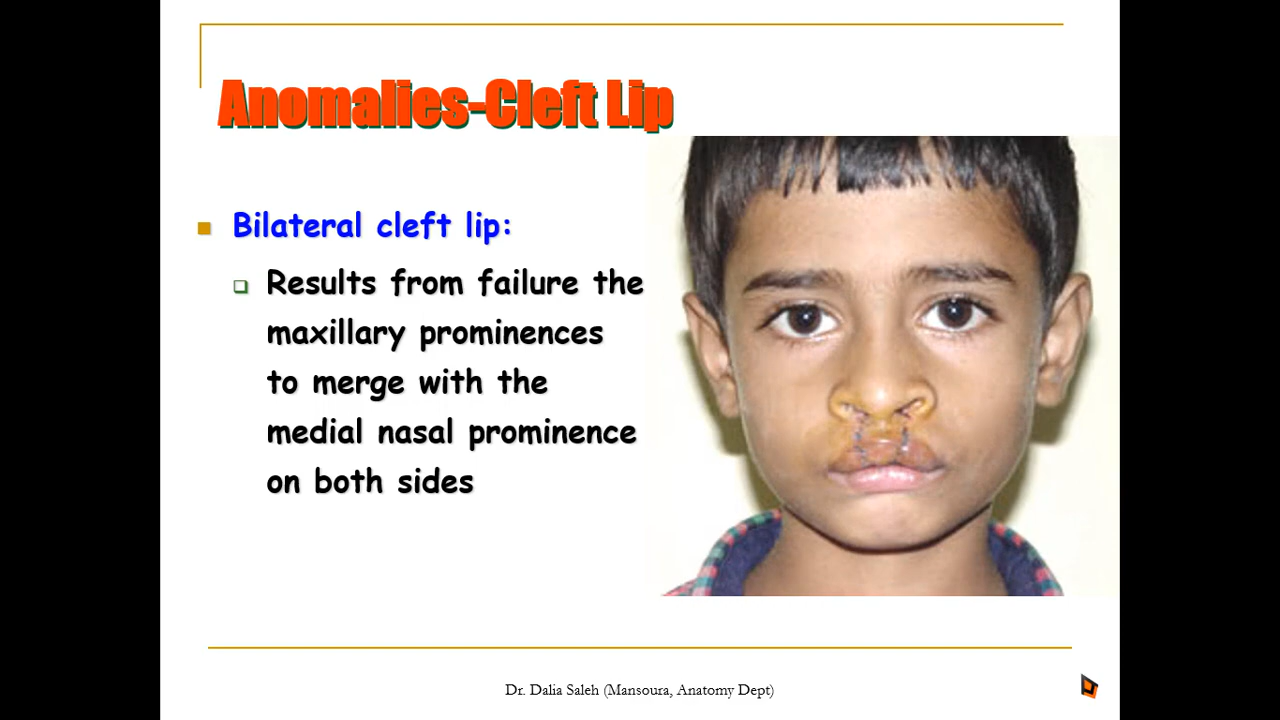 Anomalies-Cleft Lip
Bilateral cleft lip:
Results from failure the
maxillary prominences
to merge with the
medial nasal prominence
on both sides
Dr. Dalia Saleh (Mansoura, Anatomy Dept)